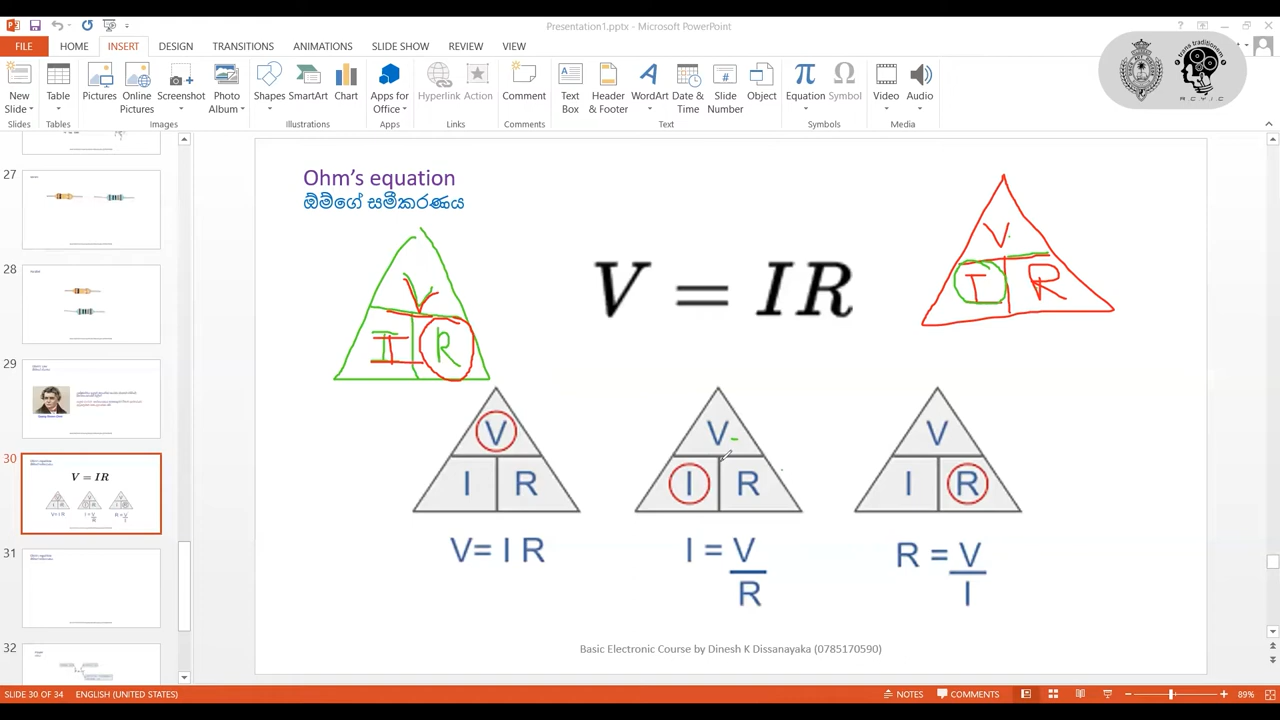 Presentation1.pptx - Microsoft PowerPoint
FILE HOME INSERT DESIGN TRANSITIONS ANIMATIONS SLIDE SHOW REVIEW VIEW
New Slide Table Pictures Online Pictures Screenshot Photo Album Shapes SmartArt Chart Apps for Office Hyperlink Action Comment Text Box Header & Footer WordArt Date & Time Slide Number Object Equation Symbol Video Audio
Slides Tables Images Illustrations Apps Links Comments Text Symbols Media
R C Y I C
27
28
29
30
31
32
Ohm's equation
ඕම්ගේ සමීකරණය
V = IR
V
I R
V
I R
V
I R
V
I R
V
I R
V= I R
I = V
R
R = V
I
Basic Electronic Course by Dinesh K Dissanayaka (0785170590)
SLIDE 30 OF 34 ENGLISH (UNITED STATES) NOTES COMMENTS 89%